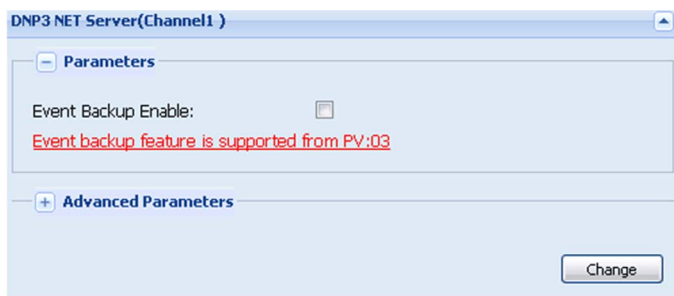 DNP3 NET Server(Channel1 )
Parameters
Event Backup Enable:
Event backup feature is supported from PV:03
Advanced Parameters
Change